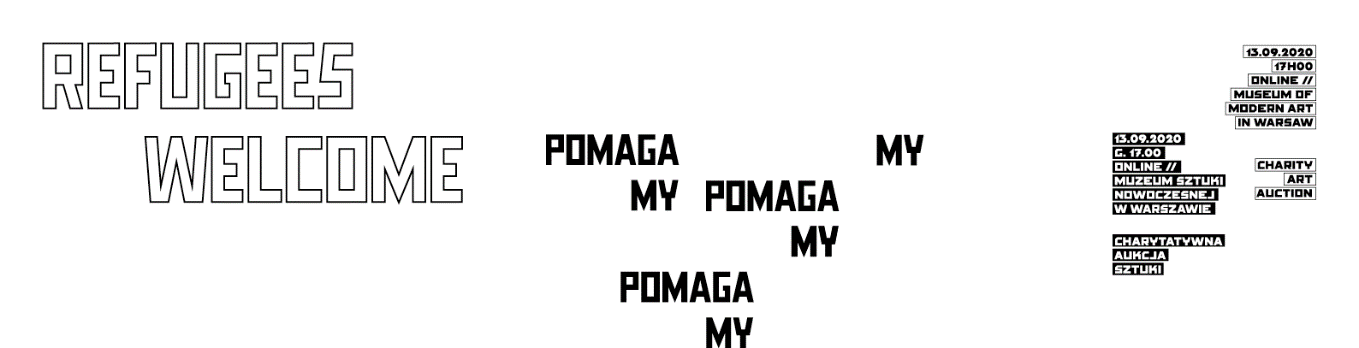 REFUGEES
WELCOME
POMAGA
MY
MY POMAGA
MY
POMAGA
MY
13.09.2020
G. 17.00
ONLINE //
MUZEUM SZTUKI
NOWOCZESNEJ
W WARSZAWIE
CHARYTATYWNA
AUKCJA
SZTUKI
13.09.2020
17H00
ONLINE //
MUSEUM OF
MODERN ART
IN WARSAW
CHARITY
ART
AUCTION